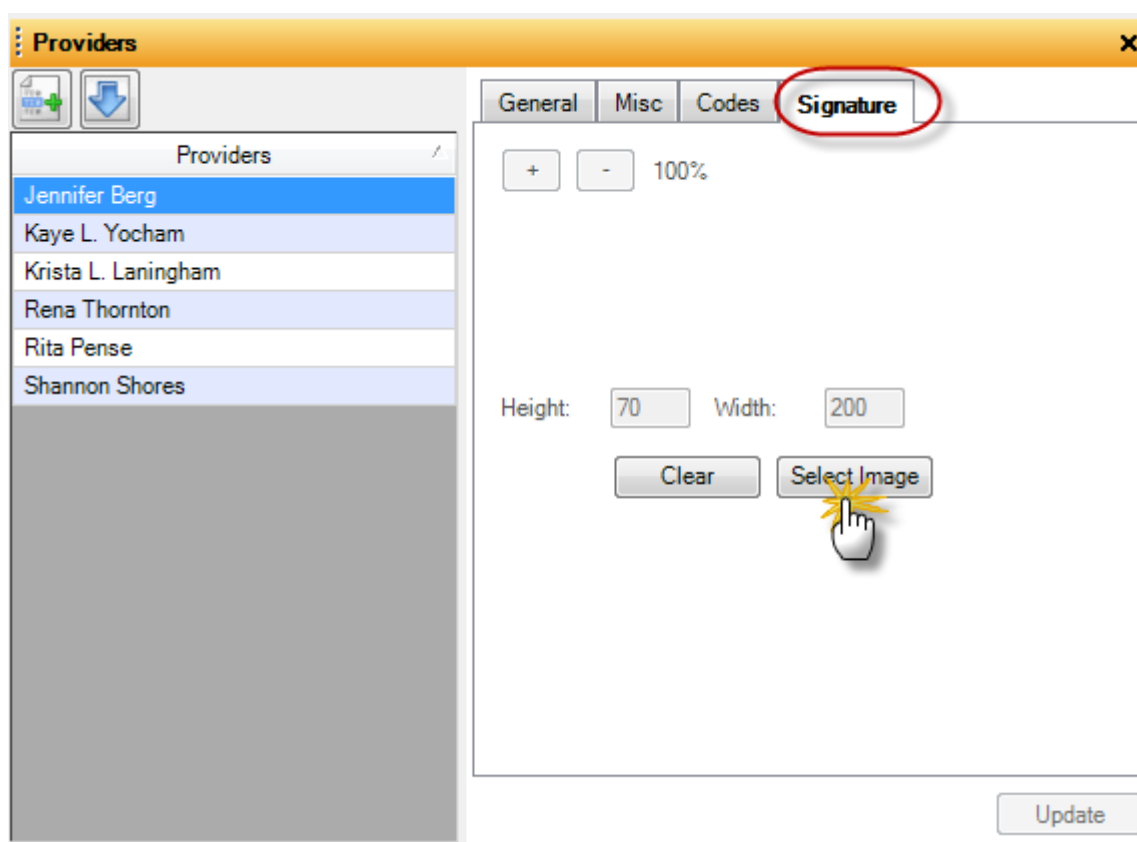 Providers
Providers
Jennifer Berg
Kaye L. Yocham
Krista L. Laningham
Rena Thornton
Rita Pense
Shannon Shores
General Misc Codes Signature
+ - 100%
Height: 70 Width: 200
Clear Select Image
Update